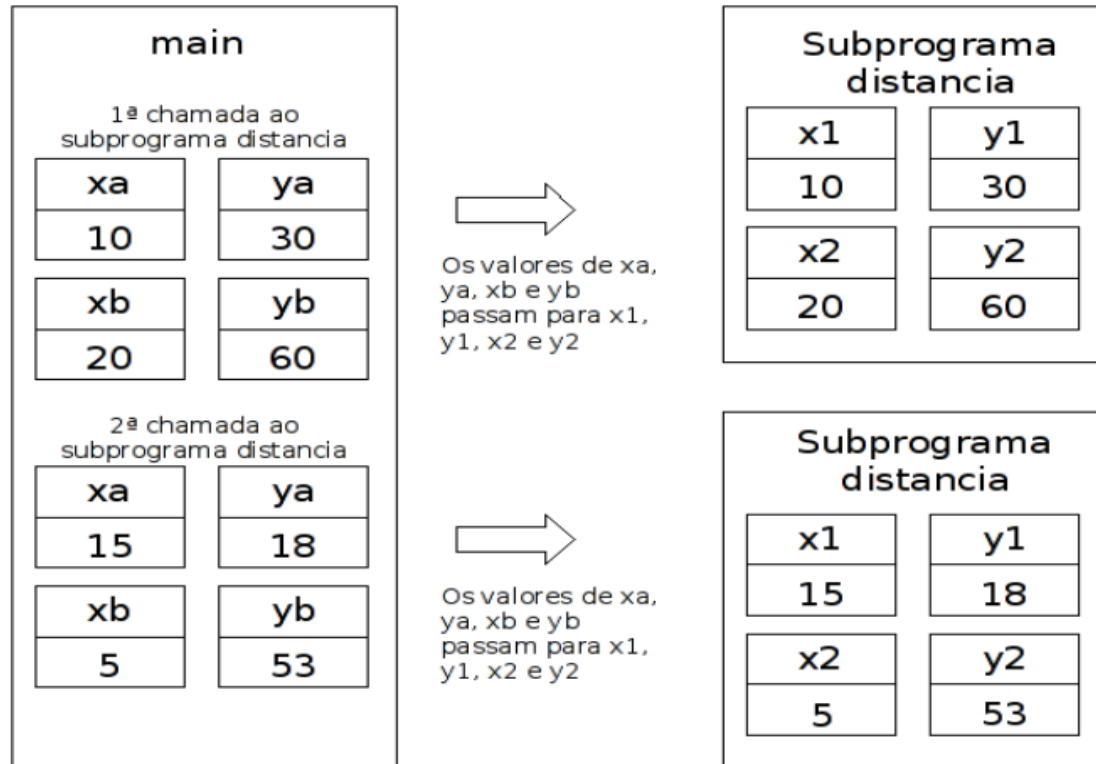 main
1ª chamada ao
subprograma distancia
xa ya
10 30
xb yb
20 60
2ª chamada ao
subprograma distancia
xa ya
15 18
xb yb
5 53
Os valores de xa,
ya, xb e yb
passam para x1,
y1, x2 e y2
Os valores de xa,
ya, xb e yb
passam para x1,
y1, x2 e y2
Subprograma
distancia
x1 y1
10 30
x2 y2
20 60
Subprograma
distancia
x1 y1
15 18
x2 y2
5 53